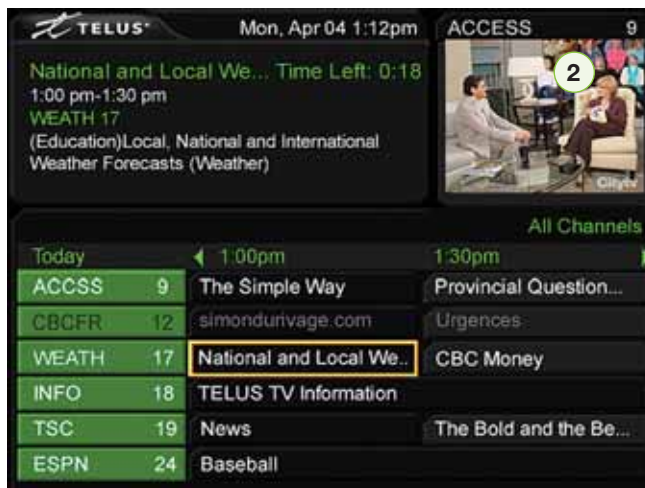 TELUS
Mon, Apr 04 1:12pm
ACCESS 9
National and Local We... Time Left: 0:18
1:00 pm-1:30 pm
WEATH 17
(Education)Local, National and International
Weather Forecasts (Weather)
2
Citytv
All Channels
Today 1:00pm 1:30pm
ACCSS 9 The Simple Way Provincial Question...
CBCFR 12 simondurivage.com Urgences
WEATH 17 National and Local We.. CBC Money
INFO 18 TELUS TV Information
TSC 19 News The Bold and the Be...
ESPN 24 Baseball